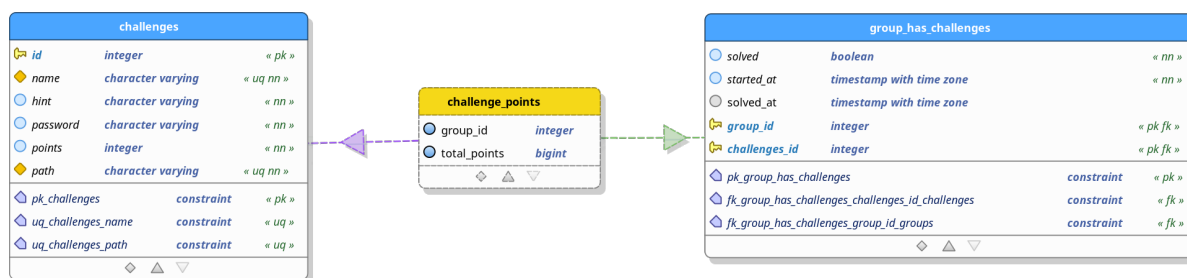 challenges
id integer « pk »
name character varying « uq nn »
hint character varying « nn »
password character varying « nn »
points integer « nn »
path character varying « uq nn »
pk_challenges constraint « pk »
uq_challenges_name constraint « uq »
uq_challenges_path constraint « uq »
challenge_points
group_id integer
total_points bigint
group_has_challenges
solved boolean « nn »
started_at timestamp with time zone « nn »
solved_at timestamp with time zone
group_id integer « pk fk »
challenges_id integer « pk fk »
pk_group_has_challenges constraint « pk »
fk_group_has_challenges_challenges_id_challenges constraint « fk »
fk_group_has_challenges_group_id_groups constraint « fk »